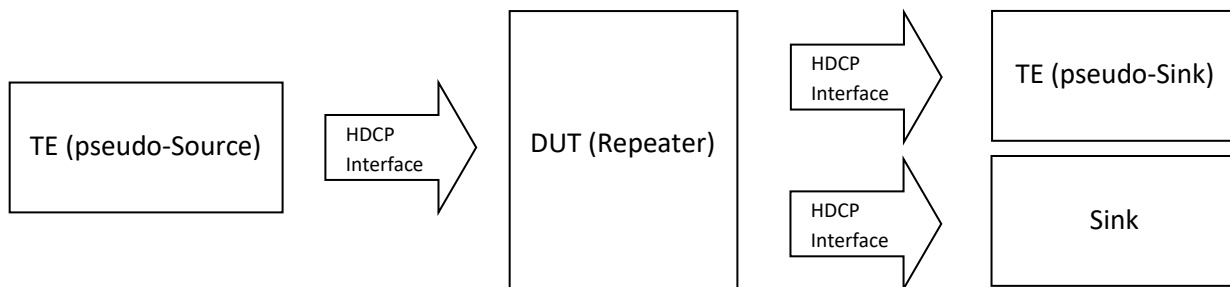 TE (pseudo-Source)
HDCP
Interface
DUT (Repeater)
HDCP
Interface
TE (pseudo-Sink)
HDCP
Interface
Sink